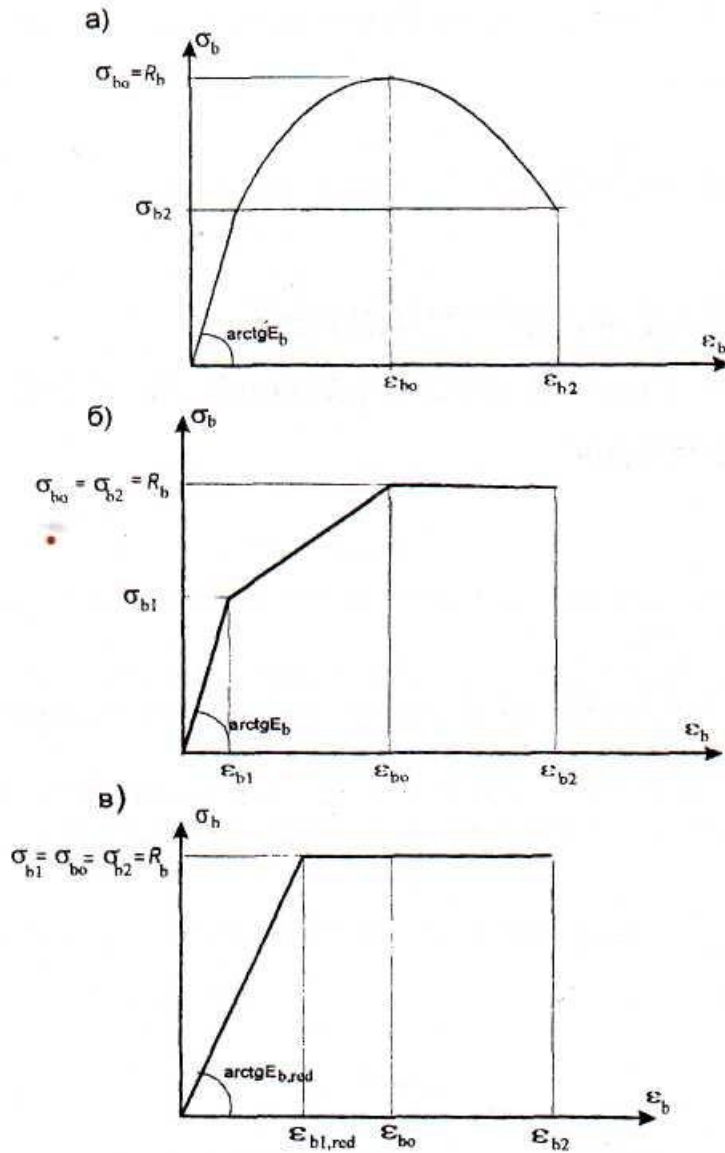 а)
σb
σbo = Rb
σb2
arctgEb
εb
εbo
εb2
б)
σb
σbo = σb2 = Rb
σb1
arctgEb
εb
εb1
εbo
εb2
в)
σb
σb1 = σbo = σb2 = Rb
arctgEb,red
εb
εb1,red
εbo
εb2